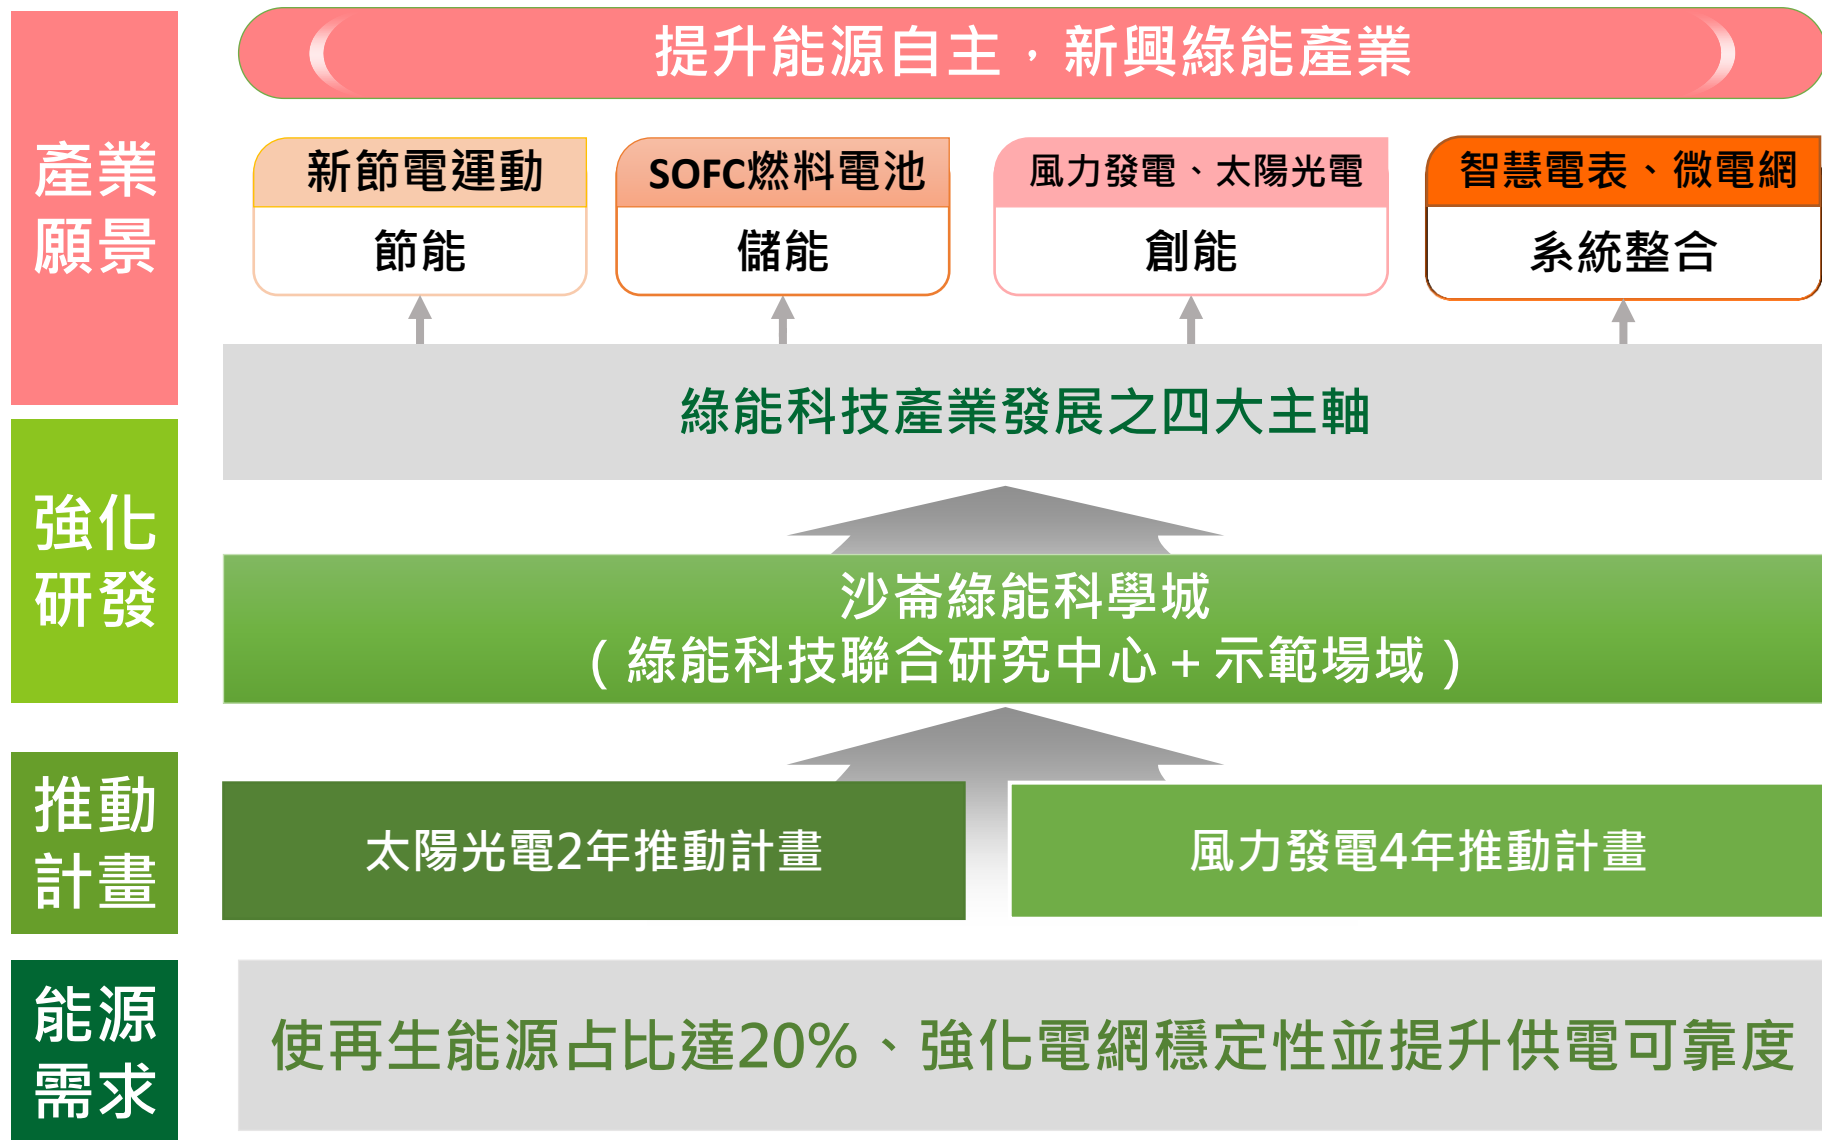 產業
願景
提升能源自主，新興綠能產業
新節電運動
節能
SOFC燃料電池
儲能
風力發電、太陽光電
創能
智慧電表、微電網
系統整合
綠能科技產業發展之四大主軸
強化
研發
沙崙綠能科學城
（綠能科技聯合研究中心+示範場域）
推動
計畫
太陽光電2年推動計畫
風力發電4年推動計畫
能源
需求
使再生能源占比達20%、強化電網穩定性並提升供電可靠度